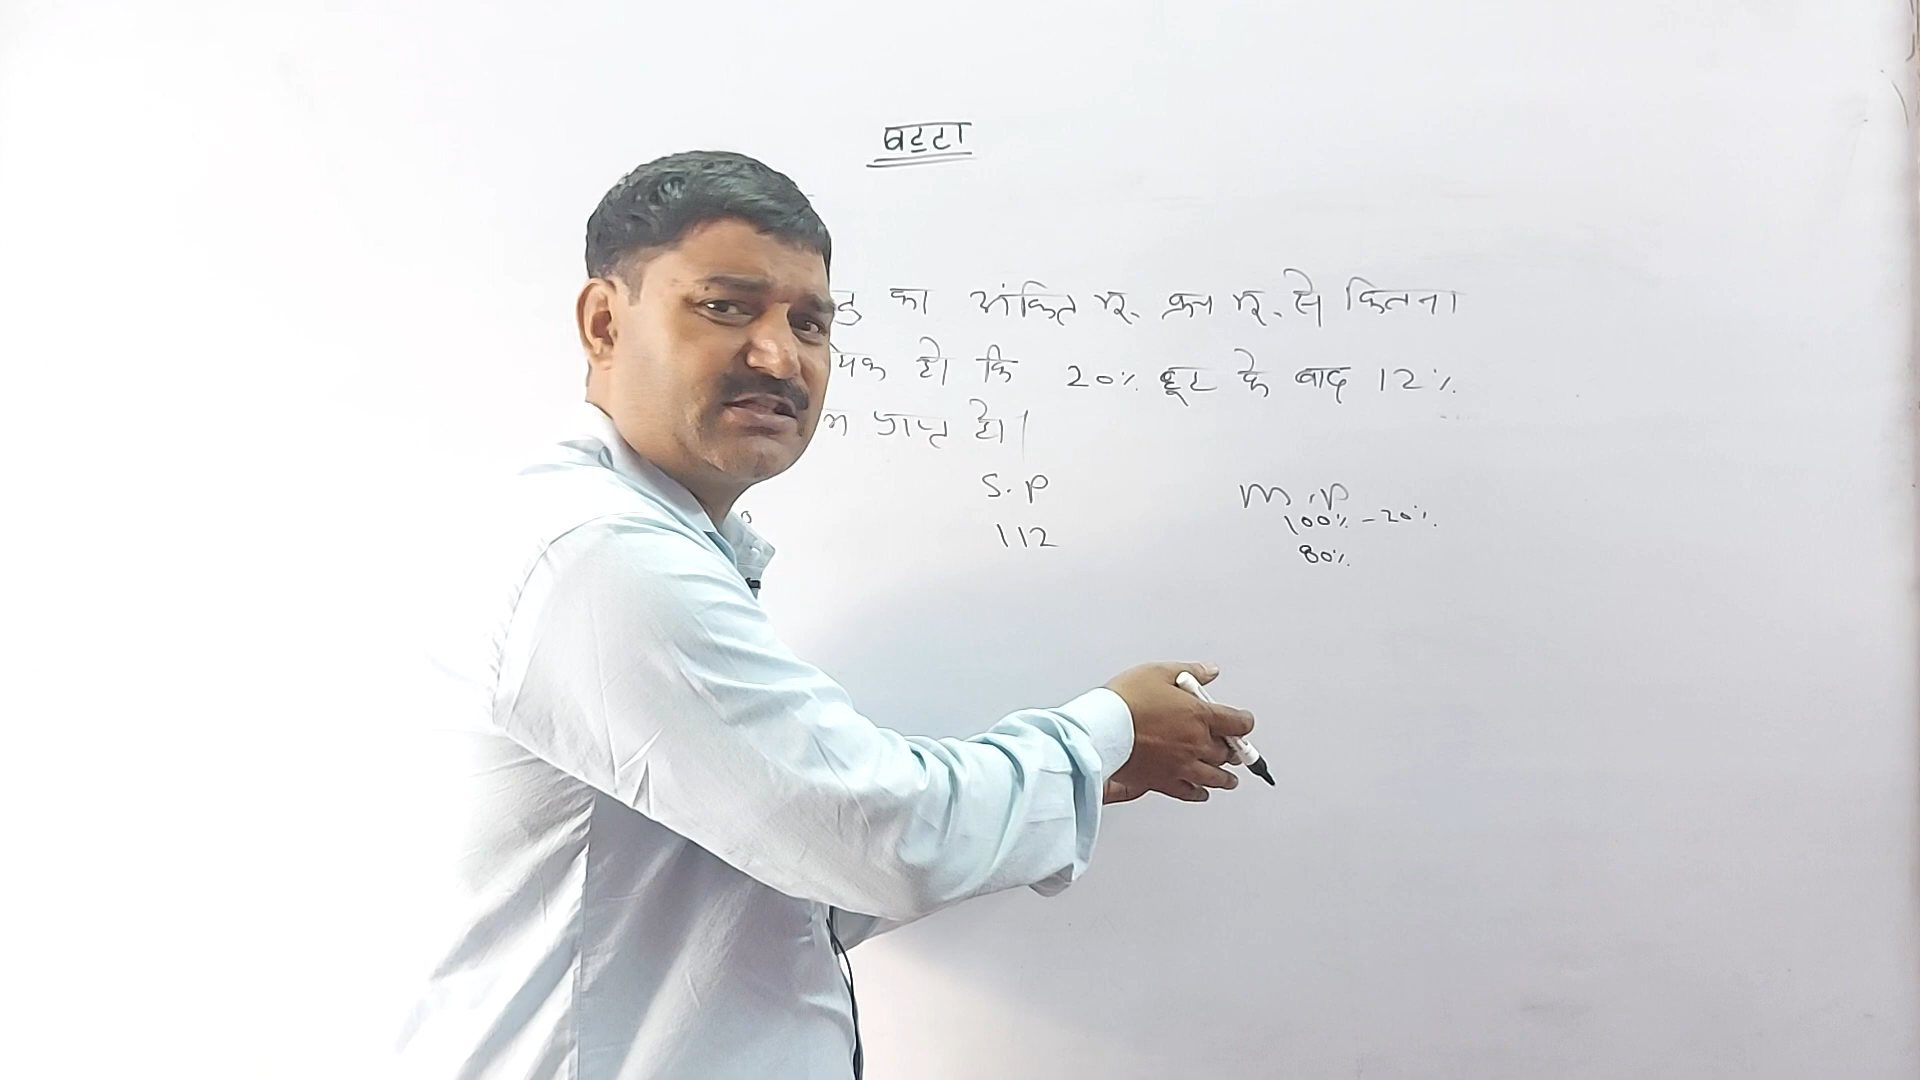 बट्टा
का अंकित मू. क्रय मू. से कितना
हो कि 20% छूट के बाद 12%
प्राप्त हो।
S.P M.P
100% - 20%
112 80%